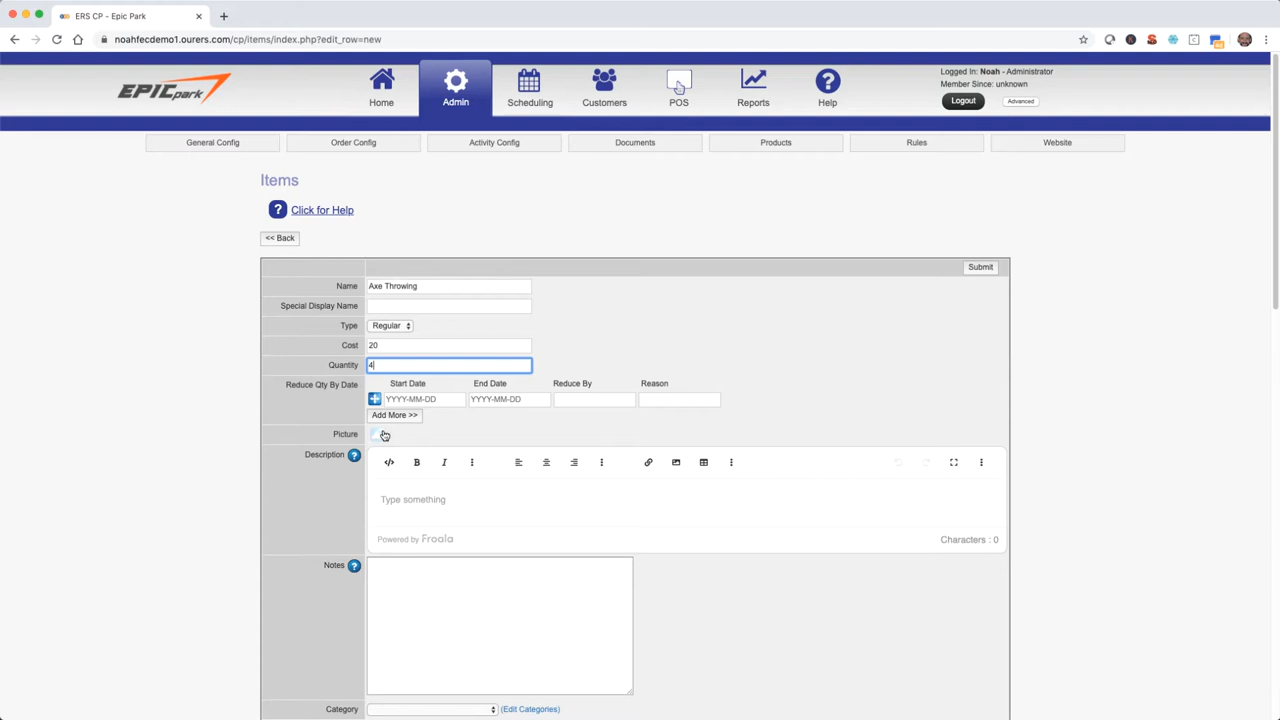 ERS CP - Epic Park
noahfecdemo1.ourers.com/cp/items/index.php?edit_row=new
EPIC park
Home
Admin
Scheduling
Customers
POS
Reports
Help
Logged In: Noah - Administrator
Member Since: unknown
Logout
Advanced
General Config
Order Config
Activity Config
Documents
Products
Rules
Website
Items
? Click for Help
<< Back
Submit
Name Axe Throwing
Special Display Name
Type Regular
Cost 20
Quantity 4
Reduce Qty By Date Start Date End Date Reduce By Reason
YYYY-MM-DD YYYY-MM-DD
Add More >>
Picture
Description ?
Type something
Powered by Froala Characters : 0
Notes ?
Category (Edit Categories)